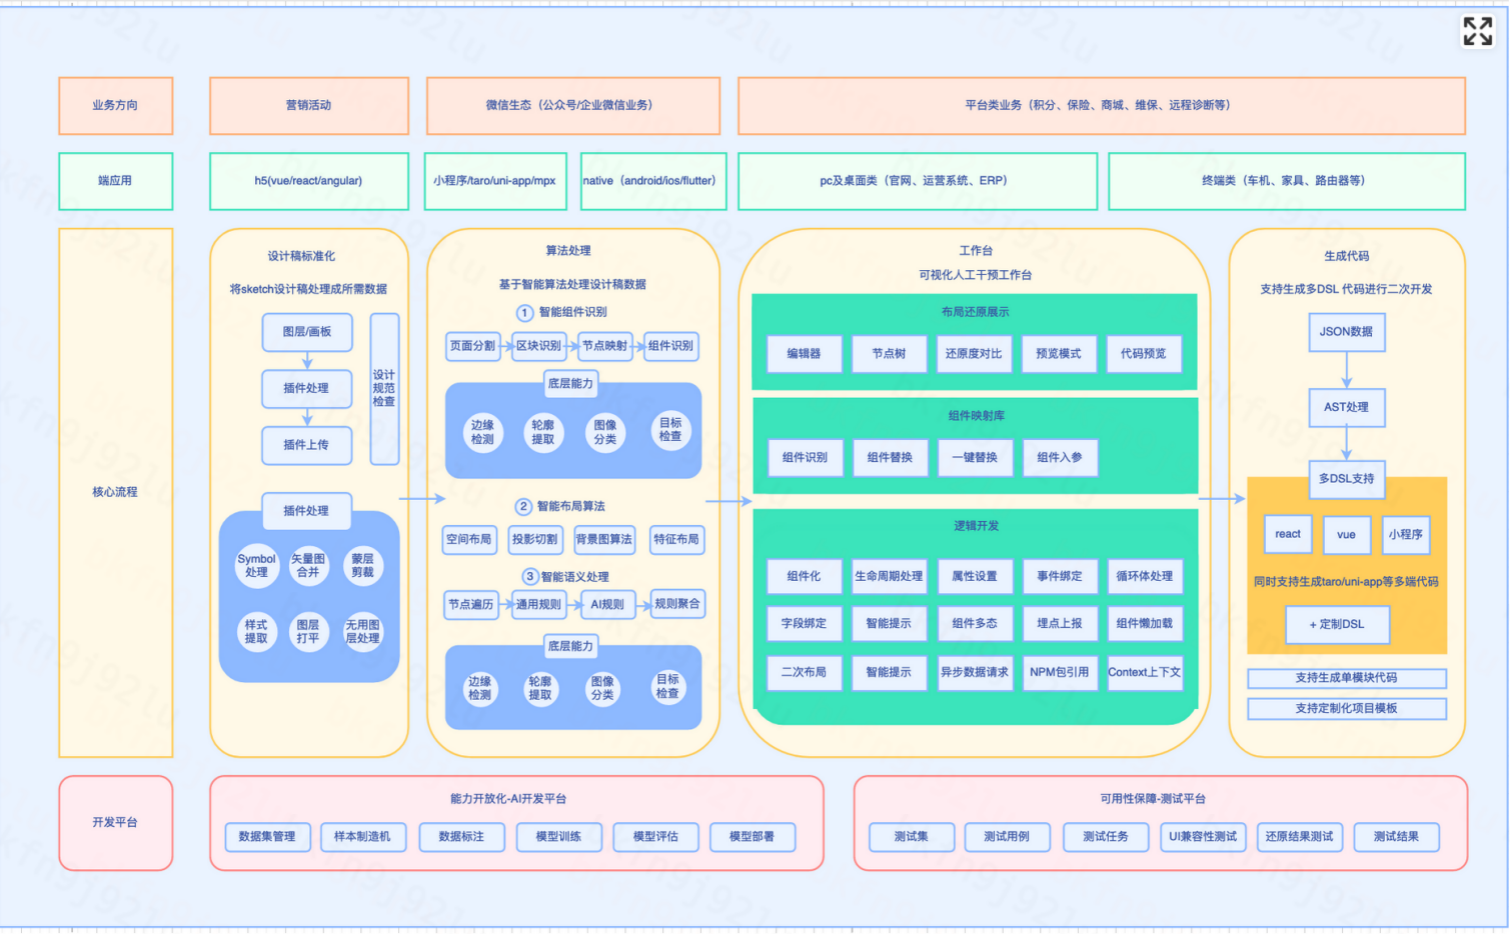 业务方向
营销活动
微信生态（公众号/企业微信业务）
平台类业务（积分、保险、商城、维保、远程诊断等）
端应用
h5(vue/react/angular)
小程序/taro/uni-app/mpx
native（android/ios/flutter）
pc及桌面类（官网、运营系统、ERP）
终端类（车机、家具、路由器等）
核心流程
设计稿标准化
将sketch设计稿处理成所需数据
图层/画板
插件处理
插件上传
设计
规范
检查
插件处理
Symbol
处理
矢量图
合并
蒙层
剪裁
样式
提取
图层
打平
无用图
层处理
算法处理
基于智能算法处理设计稿数据
1 智能组件识别
页面分割
区块识别
节点映射
组件识别
底层能力
边缘
检测
轮廓
提取
图像
分类
目标
检查
2 智能布局算法
空间布局
投影切割
背景图算法
特征布局
3 智能语义处理
节点遍历
通用规则
AI规则
规则聚合
底层能力
边缘
检测
轮廓
提取
图像
分类
目标
检查
工作台
可视化人工干预工作台
布局还原展示
编辑器
节点树
还原度对比
预览模式
代码预览
组件映射库
组件识别
组件替换
一键替换
组件入参
逻辑开发
组件化
生命周期处理
属性设置
事件绑定
循环体处理
字段绑定
智能提示
组件多态
埋点上报
组件懒加载
二次布局
智能提示
异步数据请求
NPM包引用
Context上下文
生成代码
支持生成多DSL 代码进行二次开发
JSON数据
AST处理
多DSL支持
react
vue
小程序
同时支持生成taro/uni-app等多端代码
+ 定制DSL
支持生成单模块代码
支持定制化项目模板
开发平台
能力开放化-AI开发平台
数据集管理
样本制造机
数据标注
模型训练
模型评估
模型部署
可用性保障-测试平台
测试集
测试用例
测试任务
UI兼容性测试
还原结果测试
测试结果